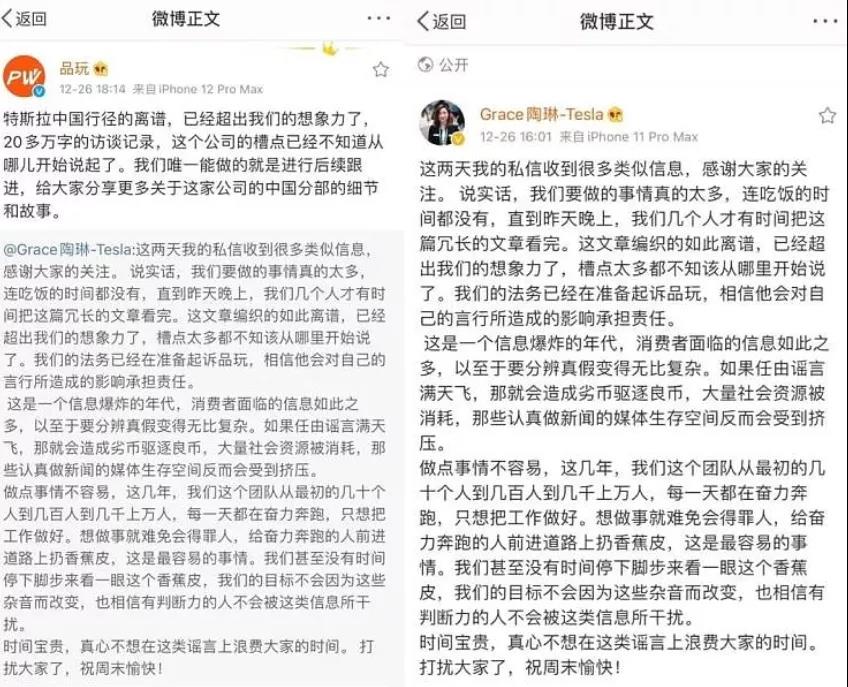 返回
微博正文
品玩
12-26 18:14 来自iPhone 12 Pro Max
特斯拉中国行径的离谱，已经超出我们的想象力了，
20多万字的访谈记录，这个公司的槽点已经不知道从
哪儿开始说起了。我们唯一能做的就是进行后续跟
进，给大家分享更多关于这家公司的中国分部的细节
和故事。
@Grace陶琳-Tesla:这两天我的私信收到很多类似信息，
感谢大家的关注。 说实话，我们要做的事情真的太多，
连吃饭的时间都没有，直到昨天晚上，我们几个人才有时
间把这篇冗长的文章看完。这文章编织的如此离谱，已经
超出我们的想象力了，槽点太多都不知该从哪里开始说
了。我们的法务已经在准备起诉品玩，相信他会对自己的
言行所造成的影响承担责任。
这是一个信息爆炸的年代，消费者面临的信息如此之
多，以至于要分辨真假变得无比复杂。如果任由谣言满天
飞，那就会造成劣币驱逐良币，大量社会资源被消耗，那
些认真做新闻的媒体生存空间反而会受到挤压。
做点事情不容易，这几年，我们这个团队从最初的几十个
人到几百人到几千上万人，每一天都在奋力奔跑，只想把
工作做好。想做事就难免会得罪人，给奋力奔跑的人前进
道路上扔香蕉皮，这是最容易的事情。我们甚至没有时间
停下脚步来看一眼这个香蕉皮，我们的目标不会因为这些
杂音而改变，也相信有判断力的人不会被这类信息所干
扰。
时间宝贵，真心不想在这类谣言上浪费大家的时间。 打
扰大家了，祝周末愉快！
返回
微博正文
公开
Grace陶琳-Tesla
12-26 16:01 来自iPhone 11 Pro Max
这两天我的私信收到很多类似信息，感谢大家的关
注。 说实话，我们要做的事情真的太多，连吃饭的时
间都没有，直到昨天晚上，我们几个人才有时间把这
篇冗长的文章看完。这文章编织的如此离谱，已经超
出我们的想象力了，槽点太多都不知该从哪里开始说
了。我们的法务已经在准备起诉品玩，相信他会对自
己的言行所造成的影响承担责任。
这是一个信息爆炸的年代，消费者面临的信息如此之
多，以至于要分辨真假变得无比复杂。如果任由谣言
满天飞，那就会造成劣币驱逐良币，大量社会资源被
消耗，那些认真做新闻的媒体生存空间反而会受到挤
压。
做点事情不容易，这几年，我们这个团队从最初的几
十个人到几百人到几千上万人，每一天都在奋力奔
跑，只想把工作做好。想做事就难免会得罪人，给奋
力奔跑的人前进道路上扔香蕉皮，这是最容易的事
情。我们甚至没有时间停下脚步来看一眼这个香蕉
皮，我们的目标不会因为这些杂音而改变，也相信有
判断力的人不会被这类信息所干扰。
时间宝贵，真心不想在这类谣言上浪费大家的时间。
打扰大家了，祝周末愉快！